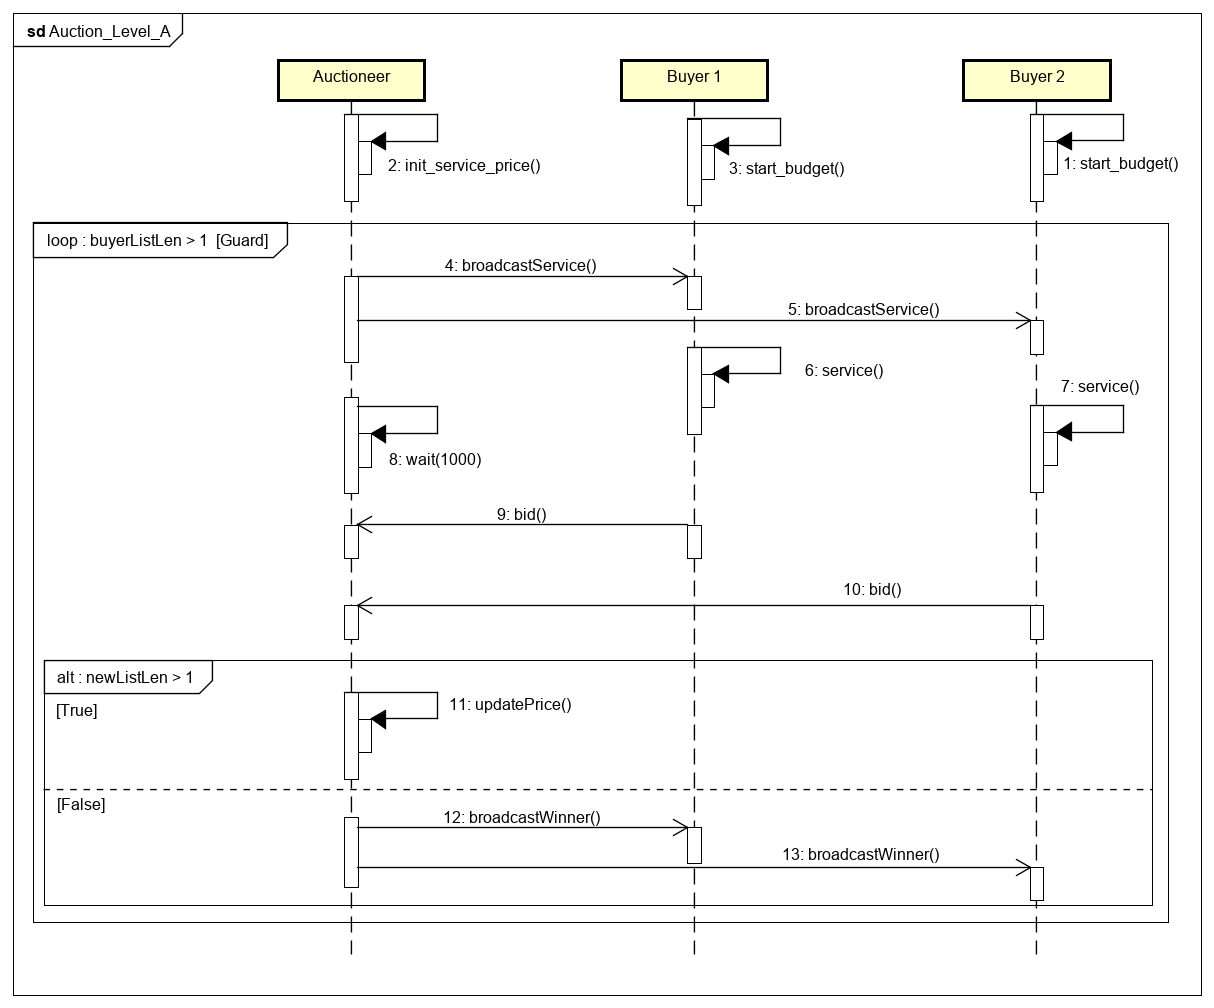 sd Auction_Level_A
Auctioneer
Buyer 1
Buyer 2
2: init_service_price()
3: start_budget()
1: start_budget()
loop : buyerListLen > 1 [Guard]
4: broadcastService()
5: broadcastService()
6: service()
7: service()
8: wait(1000)
9: bid()
10: bid()
alt : newListLen > 1
[True]
11: updatePrice()
[False]
12: broadcastWinner()
13: broadcastWinner()